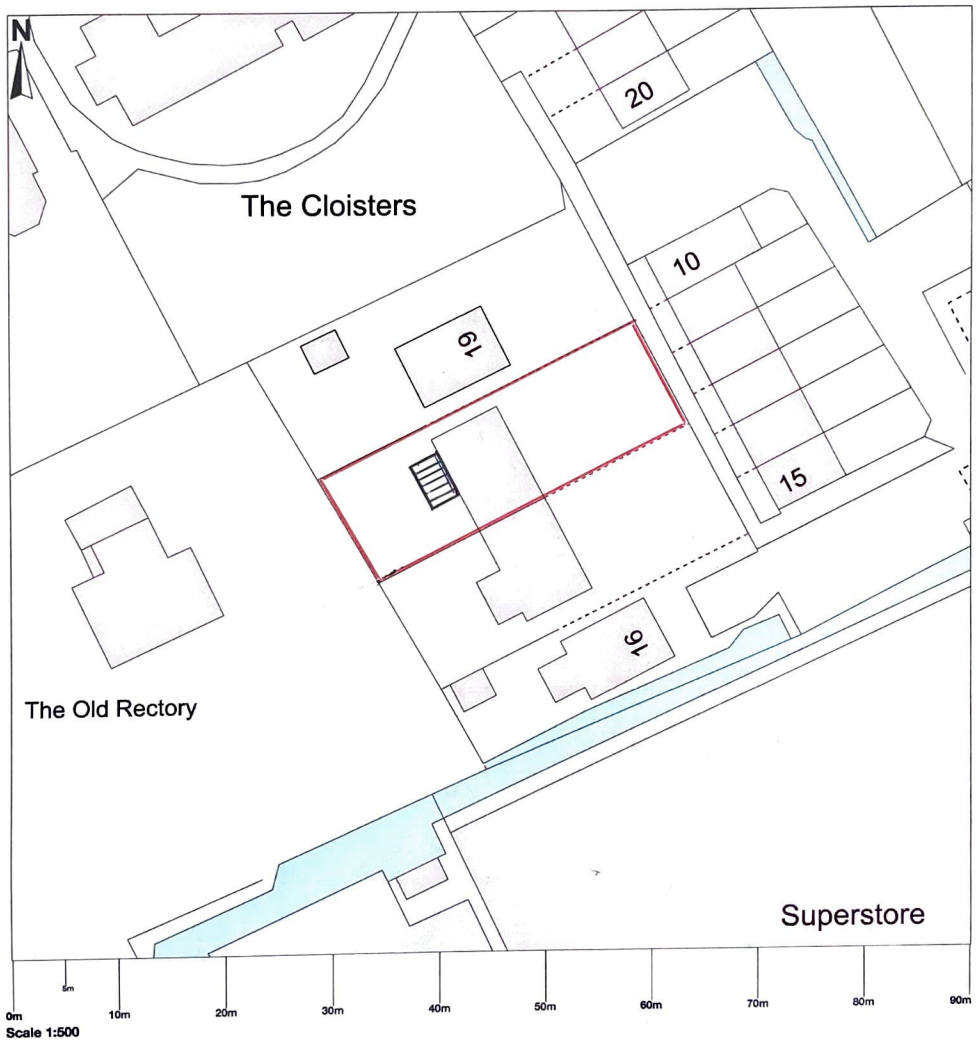 N
20
The Cloisters
10
19
15
16
The Old Rectory
Superstore
5m
0m 10m 20m 30m 40m 50m 60m 70m 80m 90m
Scale 1:500